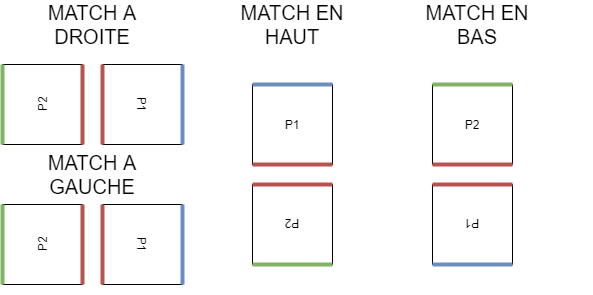 MATCH A
DROITE
P2
P1
MATCH A
GAUCHE
P2
P1
MATCH EN
HAUT
P1
P2
MATCH EN
BAS
P2
P1